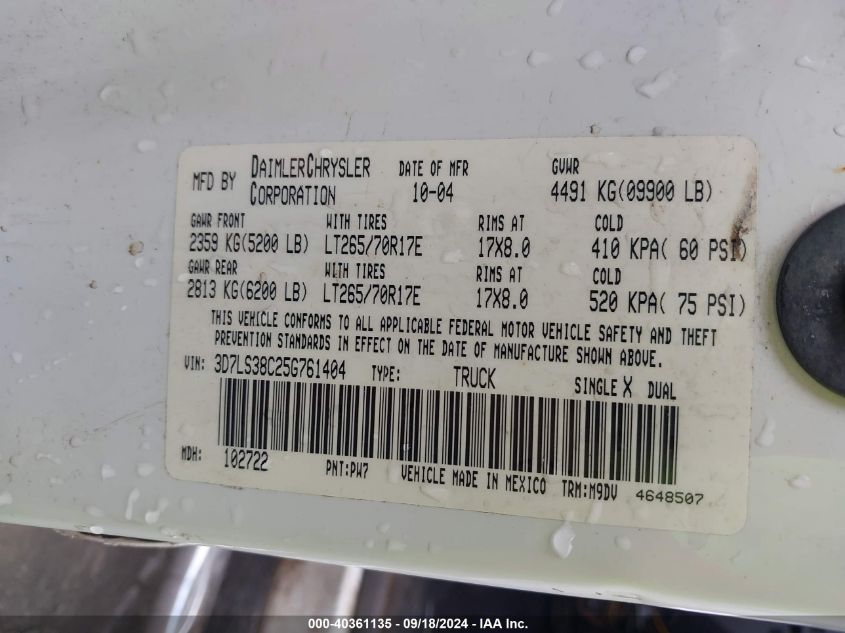 MFD BY DAIMLERCHRYSLER CORPORATION DATE OF MFR 10-04 GVWR 4491 KG(09900 LB)
GAWR FRONT WITH TIRES RIMS AT COLD
2359 KG(5200 LB) LT265/70R17E 17X8.0 410 KPA( 60 PSI)
GAWR REAR WITH TIRES RIMS AT COLD
2813 KG(6200 LB) LT265/70R17E 17X8.0 520 KPA( 75 PSI)
THIS VEHICLE CONFORMS TO ALL APPLICABLE FEDERAL MOTOR VEHICLE SAFETY AND THEFT
PREVENTION STANDARDS IN EFFECT ON THE DATE OF MANUFACTURE SHOWN ABOVE.
VIN: 3D7LS38C25G761404 TYPE: TRUCK SINGLE X DUAL
MDH: 102722 PNT:PW7 VEHICLE MADE IN MEXICO TRM:M9DV 4648507
000-40361135 - 09/18/2024 - IAA Inc.